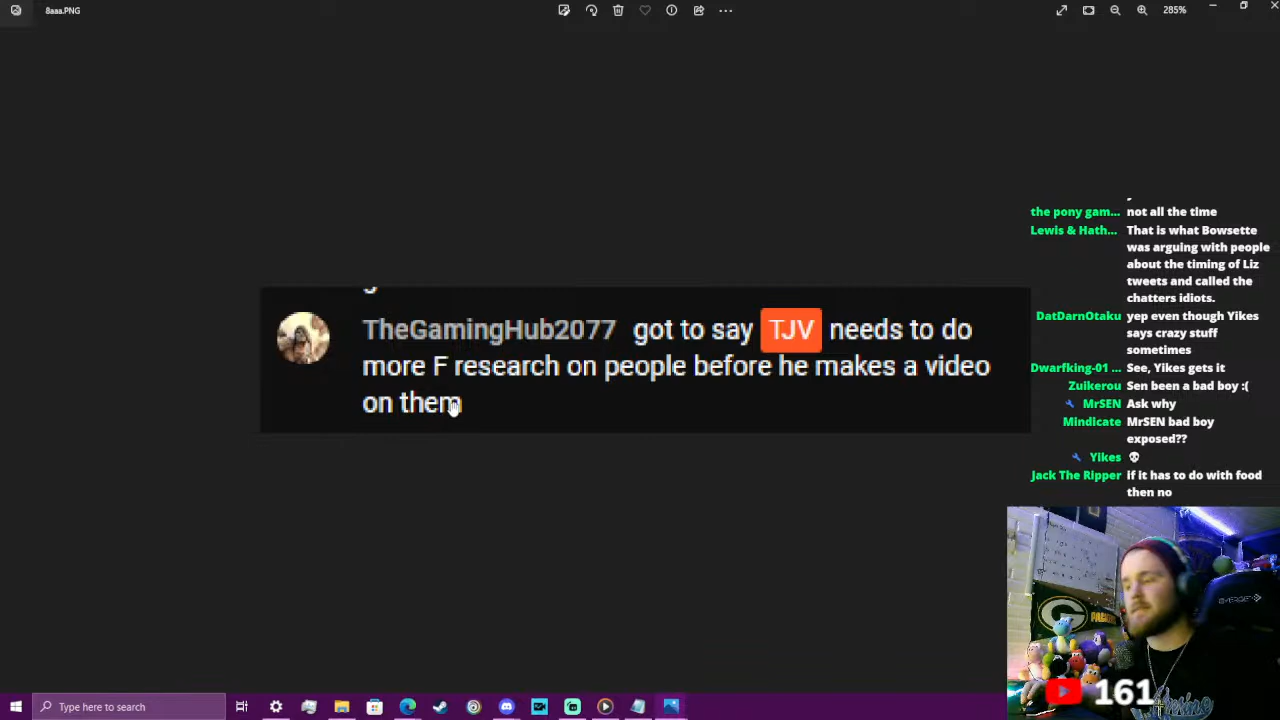 8aaa.PNG
285%
TheGamingHub2077 got to say TJV needs to do
more F research on people before he makes a video
on them
the pony gam... not all the time
Lewis & Hath... That is what Bowsette
was arguing with people
about the timing of Liz
tweets and called the
chatters idiots.
DatDarnOtaku yep even though Yikes
says crazy stuff
sometimes
Dwarfking-01 ... See, Yikes gets it
Zuikerou Sen been a bad boy :(
MrSEN Ask why
Mindicate MrSEN bad boy
exposed??
Yikes 💀
Jack The Ripper if it has to do with food
then no
G
161
Type here to search